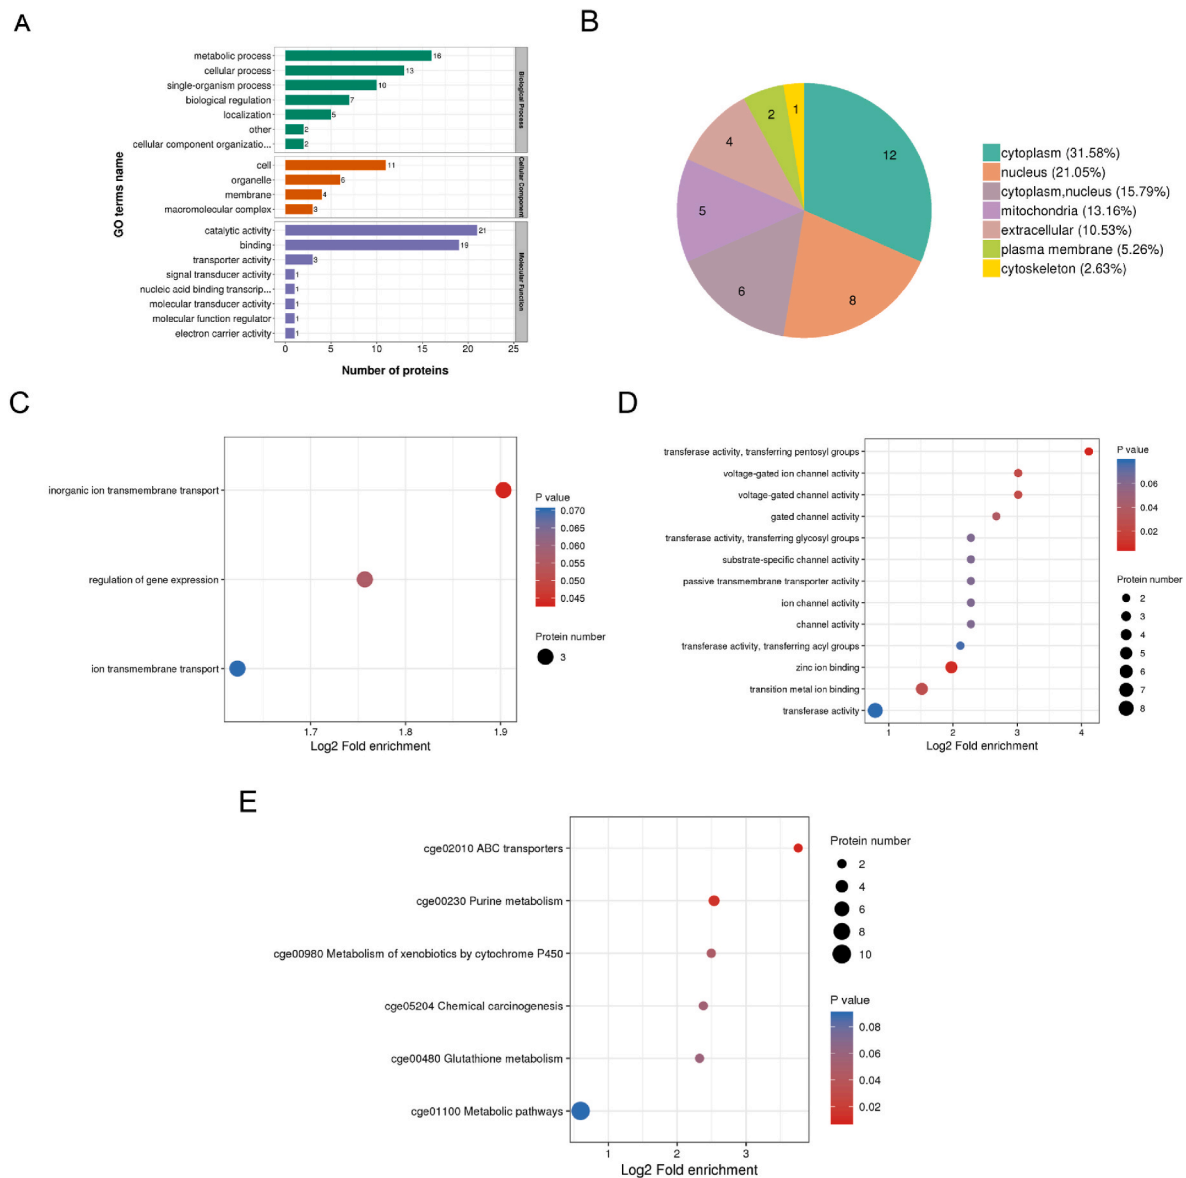 A
GO terms name
metabolic process 16
cellular process 13
single-organism process 10
biological regulation 7
localization 5
other 2
cellular component organizatio... 2
Biological Process
cell 11
organelle 6
membrane 4
macromolecular complex 3
Cellular Component
catalytic activity 21
binding 19
transporter activity 3
signal transducer activity 1
nucleic acid binding transcrip... 1
molecular transducer activity 1
molecular function regulator 1
electron carrier activity 1
Molecular Function
0 5 10 15 20 25
Number of proteins
B
12
8
6
5
4
2
1
cytoplasm (31.58%)
nucleus (21.05%)
cytoplasm,nucleus (15.79%)
mitochondria (13.16%)
extracellular (10.53%)
plasma membrane (5.26%)
cytoskeleton (2.63%)
C
inorganic ion transmembrane transport
regulation of gene expression
ion transmembrane transport
1.7 1.8 1.9
Log2 Fold enrichment
P value
0.070
0.065
0.060
0.055
0.050
0.045
Protein number
3
D
transferase activity, transferring pentosyl groups
voltage-gated ion channel activity
voltage-gated channel activity
gated channel activity
transferase activity, transferring glycosyl groups
substrate-specific channel activity
passive transmembrane transporter activity
ion channel activity
channel activity
transferase activity, transferring acyl groups
zinc ion binding
transition metal ion binding
transferase activity
1 2 3 4
Log2 Fold enrichment
P value
0.06
0.04
0.02
Protein number
2
3
4
5
6
7
8
E
cge02010 ABC transporters
cge00230 Purine metabolism
cge00980 Metabolism of xenobiotics by cytochrome P450
cge05204 Chemical carcinogenesis
cge00480 Glutathione metabolism
cge01100 Metabolic pathways
1 2 3
Log2 Fold enrichment
Protein number
2
4
6
8
10
P value
0.08
0.06
0.04
0.02